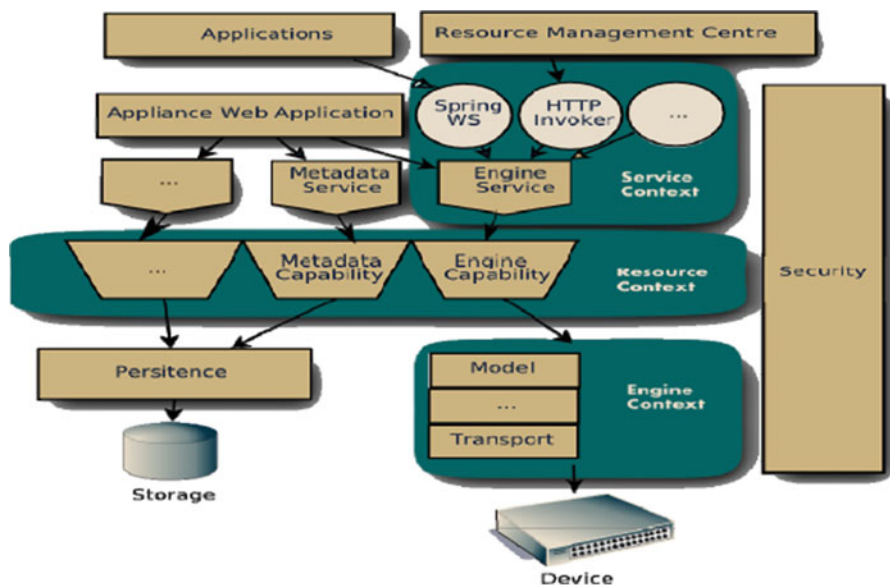 Applications
Resource Management Centre
Appliance Web Application
Spring
WS
HTTP
Invoker
...
...
Metadata
Service
Engine
Service
Service
Context
...
Metadata
Capability
Engine
Capability
Resource
Context
Security
Persitence
Model
...
Transport
Engine
Context
Storage
Device